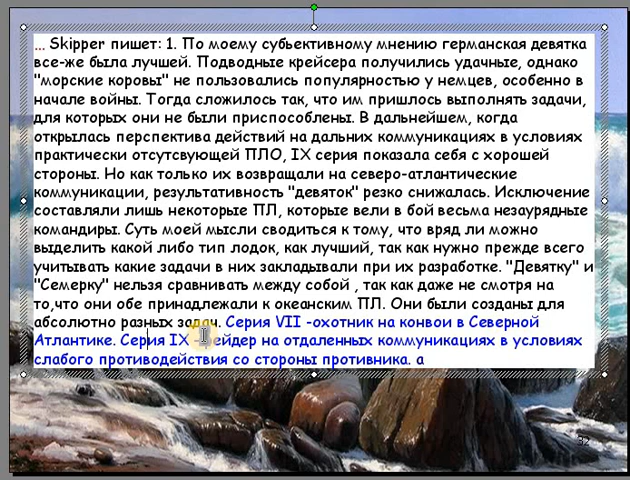 ... Skipper пишет: 1. По моему субьективному мнению германская девятка
все-же была лучшей. Подводные крейсера получились удачные, однако
"морские коровы" не пользовались популярностью у немцев, особенно в
начале войны. Тогда сложилось так, что им пришлось выполнять задачи,
для которых они не были приспособлены. В дальнейшем, когда
открылась перспектива действий на дальних коммуникациях в условиях
практически отсутсвующей ПЛО, IX серия показала себя с хорошей
стороны. Но как только их возвращали на северо-атлантические
коммуникации, результативность "девяток" резко снижалась. Исключение
составляли лишь некоторые ПЛ, которые вели в бой весьма незаурядные
командиры. Суть моей мысли сводиться к тому, что вряд ли можно
выделить какой либо тип лодок, как лучший, так как нужно прежде всего
учитывать какие задачи в них закладывали при их разработке. "Девятку" и
"Семерку" нельзя сравнивать между собой , так как даже не смотря на
то,что они обе принадлежали к океанским ПЛ. Они были созданы для
абсолютно разных задач. Серия VII -охотник на конвои в Северной
Атлантике. Серия IX -рейдер на отдаленных коммуникациях в условиях
слабого противодействия со стороны противника. а
32